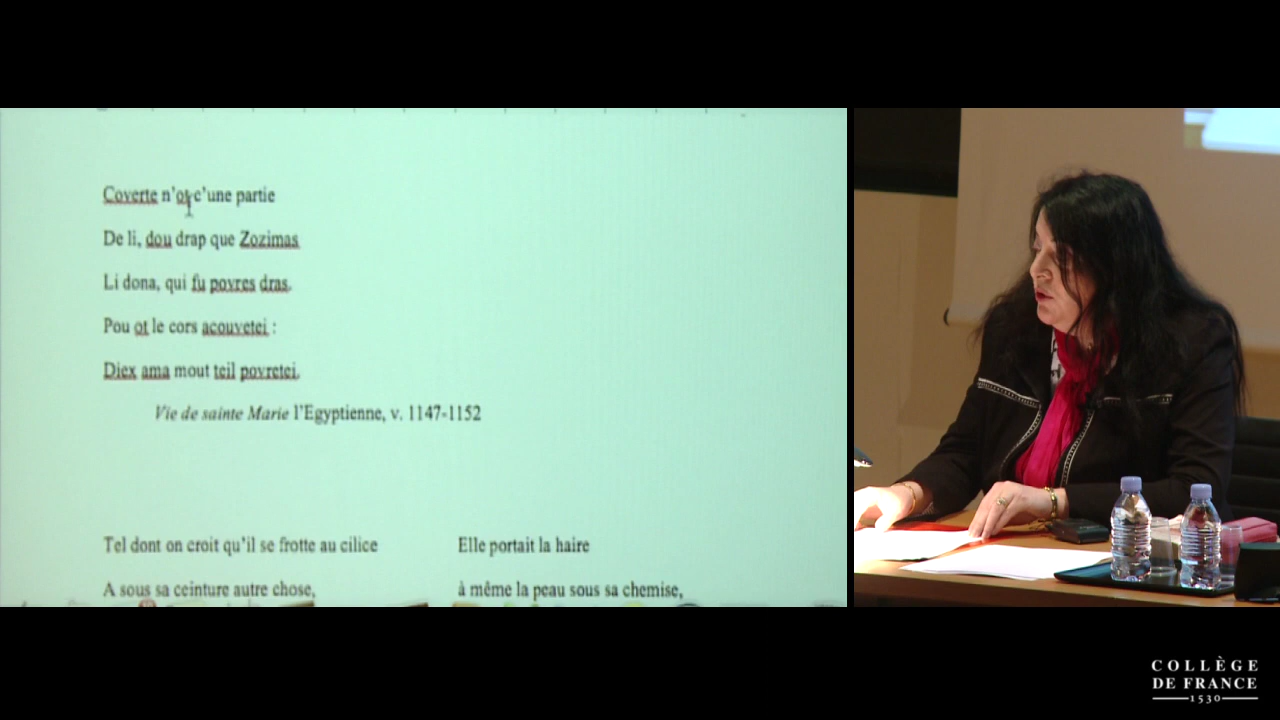 Coverte n'ot c'une partie
De li, dou drap que Zozimas
Li dona, qui fu povres dras,
Pou ot le cors acouvetei :
Diex ama mout teil povretei.
Vie de sainte Marie l'Egyptienne, v. 1147-1152
Tel dont on croit qu'il se frotte au cilice
Elle portait la haire
A sous sa ceinture autre chose,
à même la peau sous sa chemise,
COLLÈGE
DE FRANCE
1530